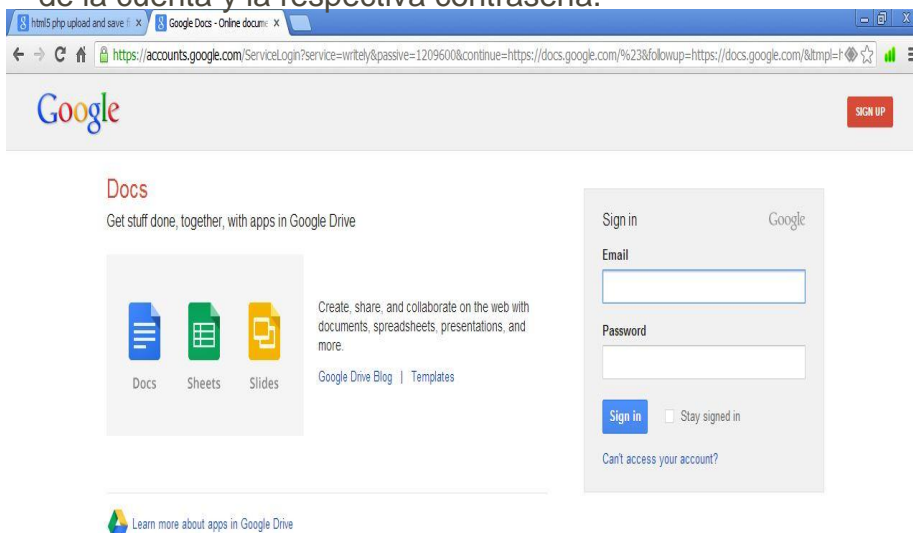 de la cuenta y la respectiva contraseña.
html5 php upload and save fi
Google Docs - Online docume
https://accounts.google.com/ServiceLogin?service=writely&passive=1209600&continue=https://docs.google.com/%23&followup=https://docs.google.com/&ltmpl=h
Google
SIGN UP
Docs
Get stuff done, together, with apps in Google Drive
Docs
Sheets
Slides
Create, share, and collaborate on the web with
documents, spreadsheets, presentations, and
more.
Google Drive Blog | Templates
Sign in
Google
Email
Password
Sign in
Stay signed in
Can't access your account?
Learn more about apps in Google Drive